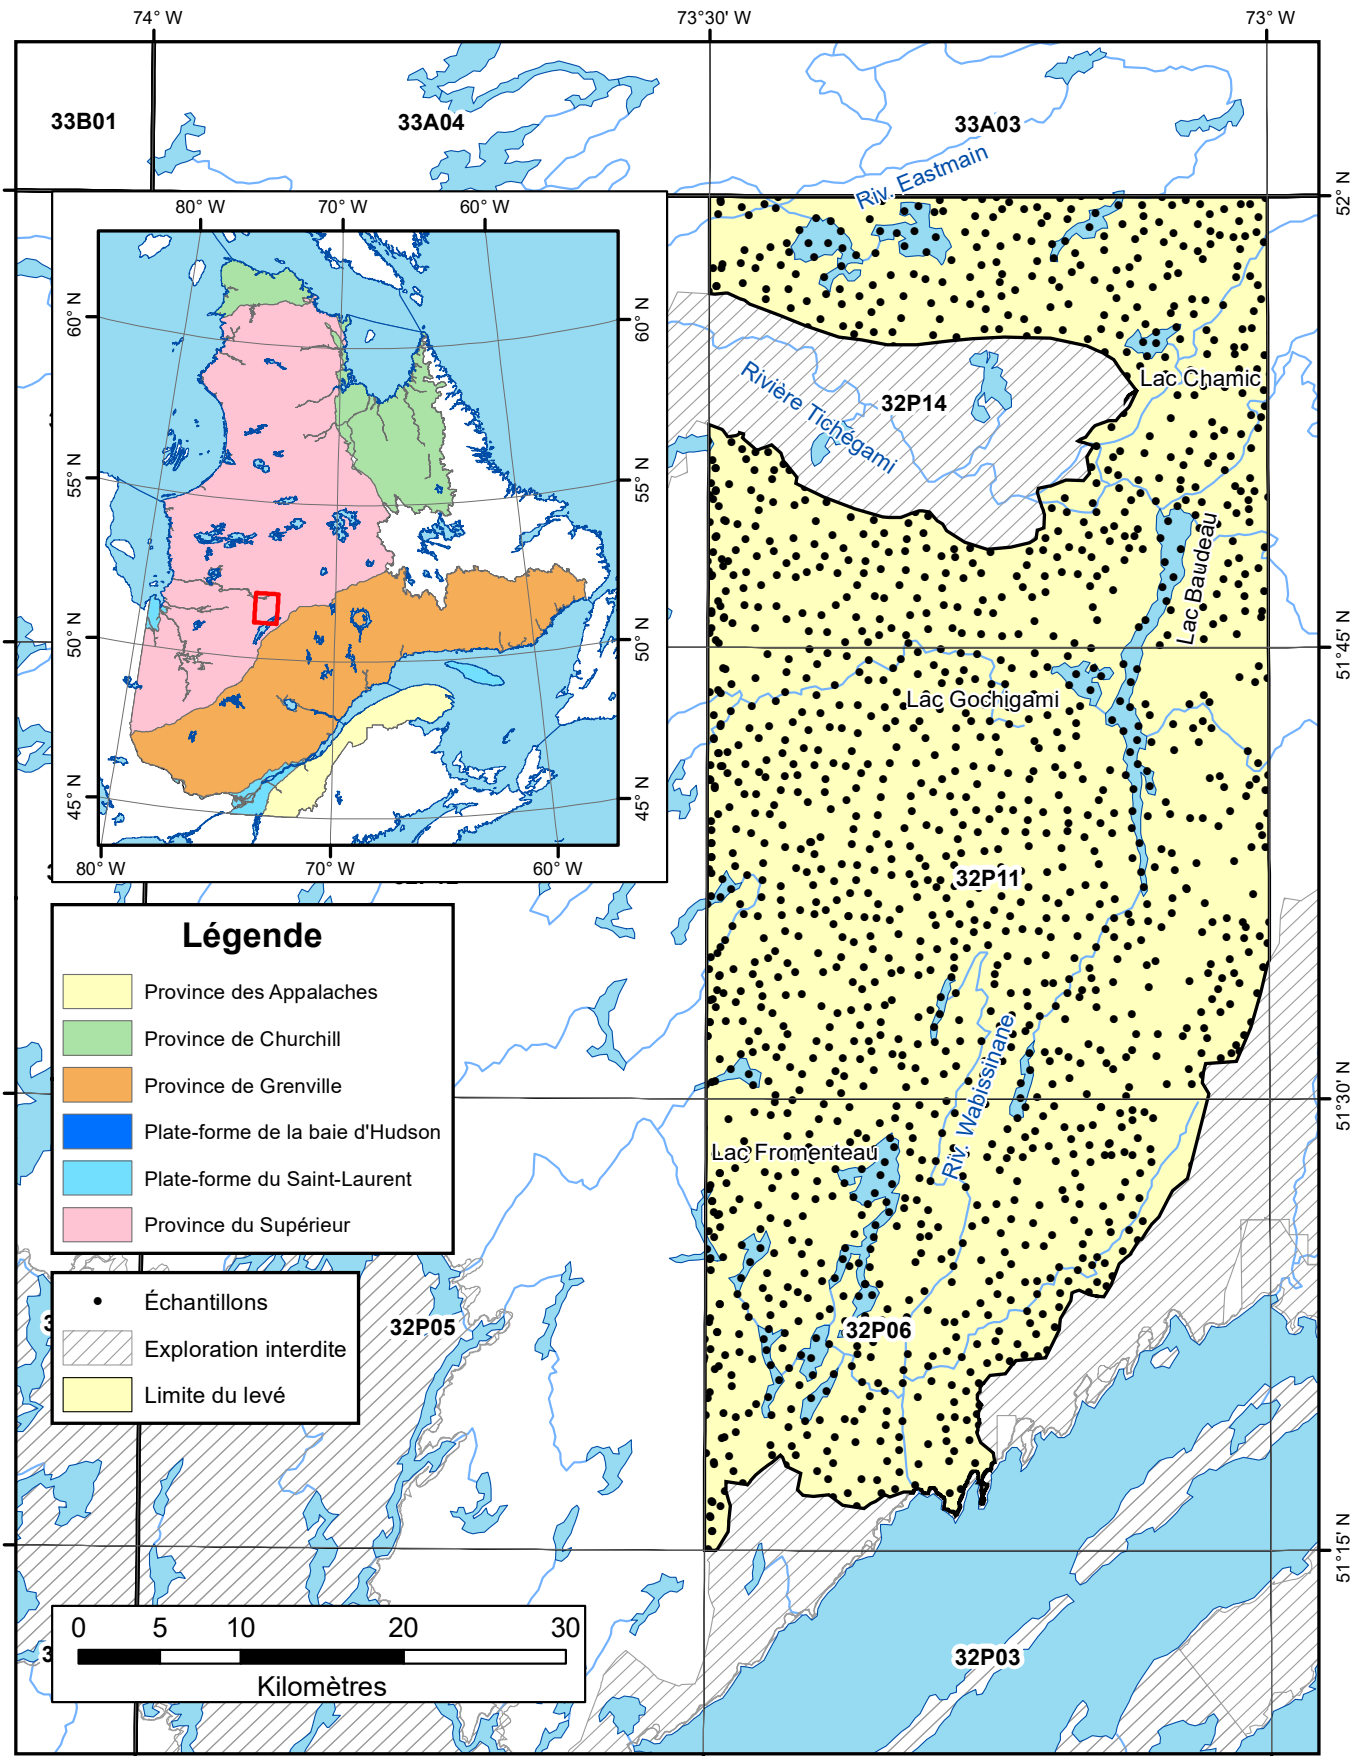 74° W
73°30' W
73° W
33B01
33A04
33A03
Riv. Eastmain
52° N
80° W
70° W
60° W
60° N
60° N
55° N
55° N
50° N
50° N
45° N
45° N
80° W
70° W
60° W
Lac Chamic
32P14
Rivière Tichégami
Lac Baudeau
51°45' N
Lac Gochigami
32P11
Légende
Province des Appalaches
Province de Churchill
Province de Grenville
Plate-forme de la baie d'Hudson
Plate-forme du Saint-Laurent
Province du Supérieur
Riv. Wabissinane
51°30' N
Lac Fromenteau
Échantillons
Exploration interdite
Limite du levé
32P05
32P06
51°15' N
0 5 10 20 30
Kilomètres
32P03